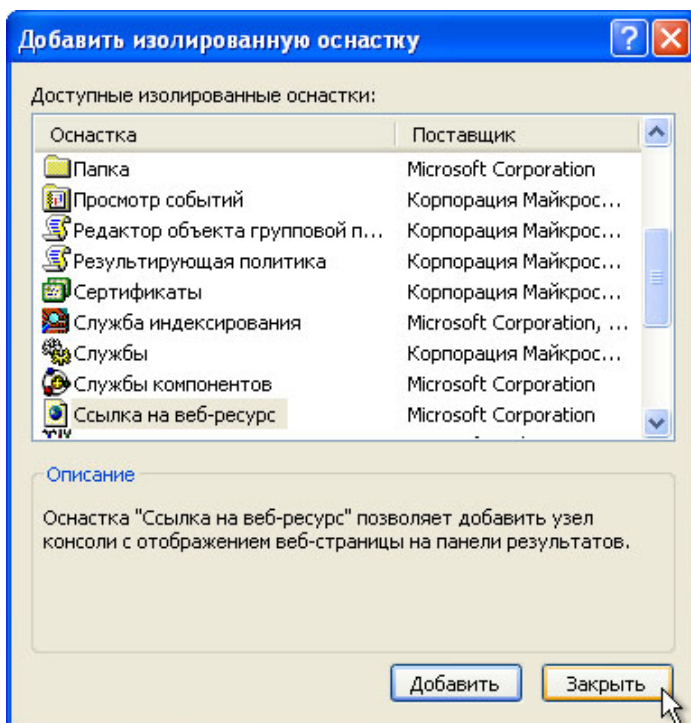 Добавить изолированную оснастку
Доступные изолированные оснастки:
Оснастка Поставщик
Папка Microsoft Corporation
Просмотр событий Корпорация Майкрос...
Редактор объекта групповой п... Корпорация Майкрос...
Результирующая политика Корпорация Майкрос...
Сертификаты Корпорация Майкрос...
Служба индексирования Microsoft Corporation, ...
Службы Корпорация Майкрос...
Службы компонентов Microsoft Corporation
Ссылка на веб-ресурс Microsoft Corporation
Описание
Оснастка "Ссылка на веб-ресурс" позволяет добавить узел
консоли с отображением веб-страницы на панели результатов.
Добавить Закрыть